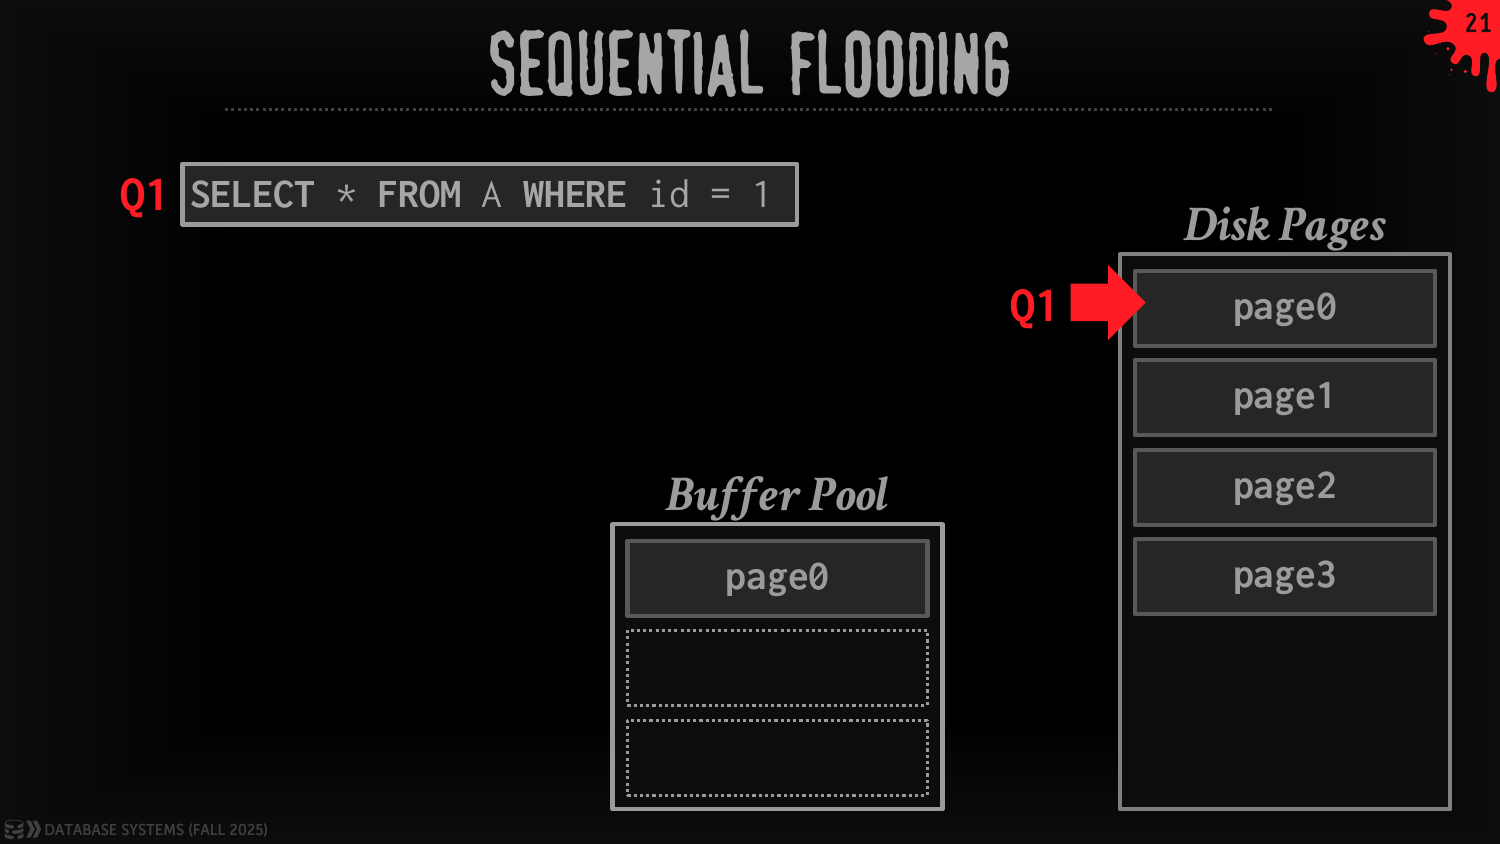 21
SEQUENTIAL FLOODING
Q1 SELECT * FROM A WHERE id = 1
Disk Pages
Q1
page0
page1
page2
page3
Buffer Pool
page0
DATABASE SYSTEMS (FALL 2025)